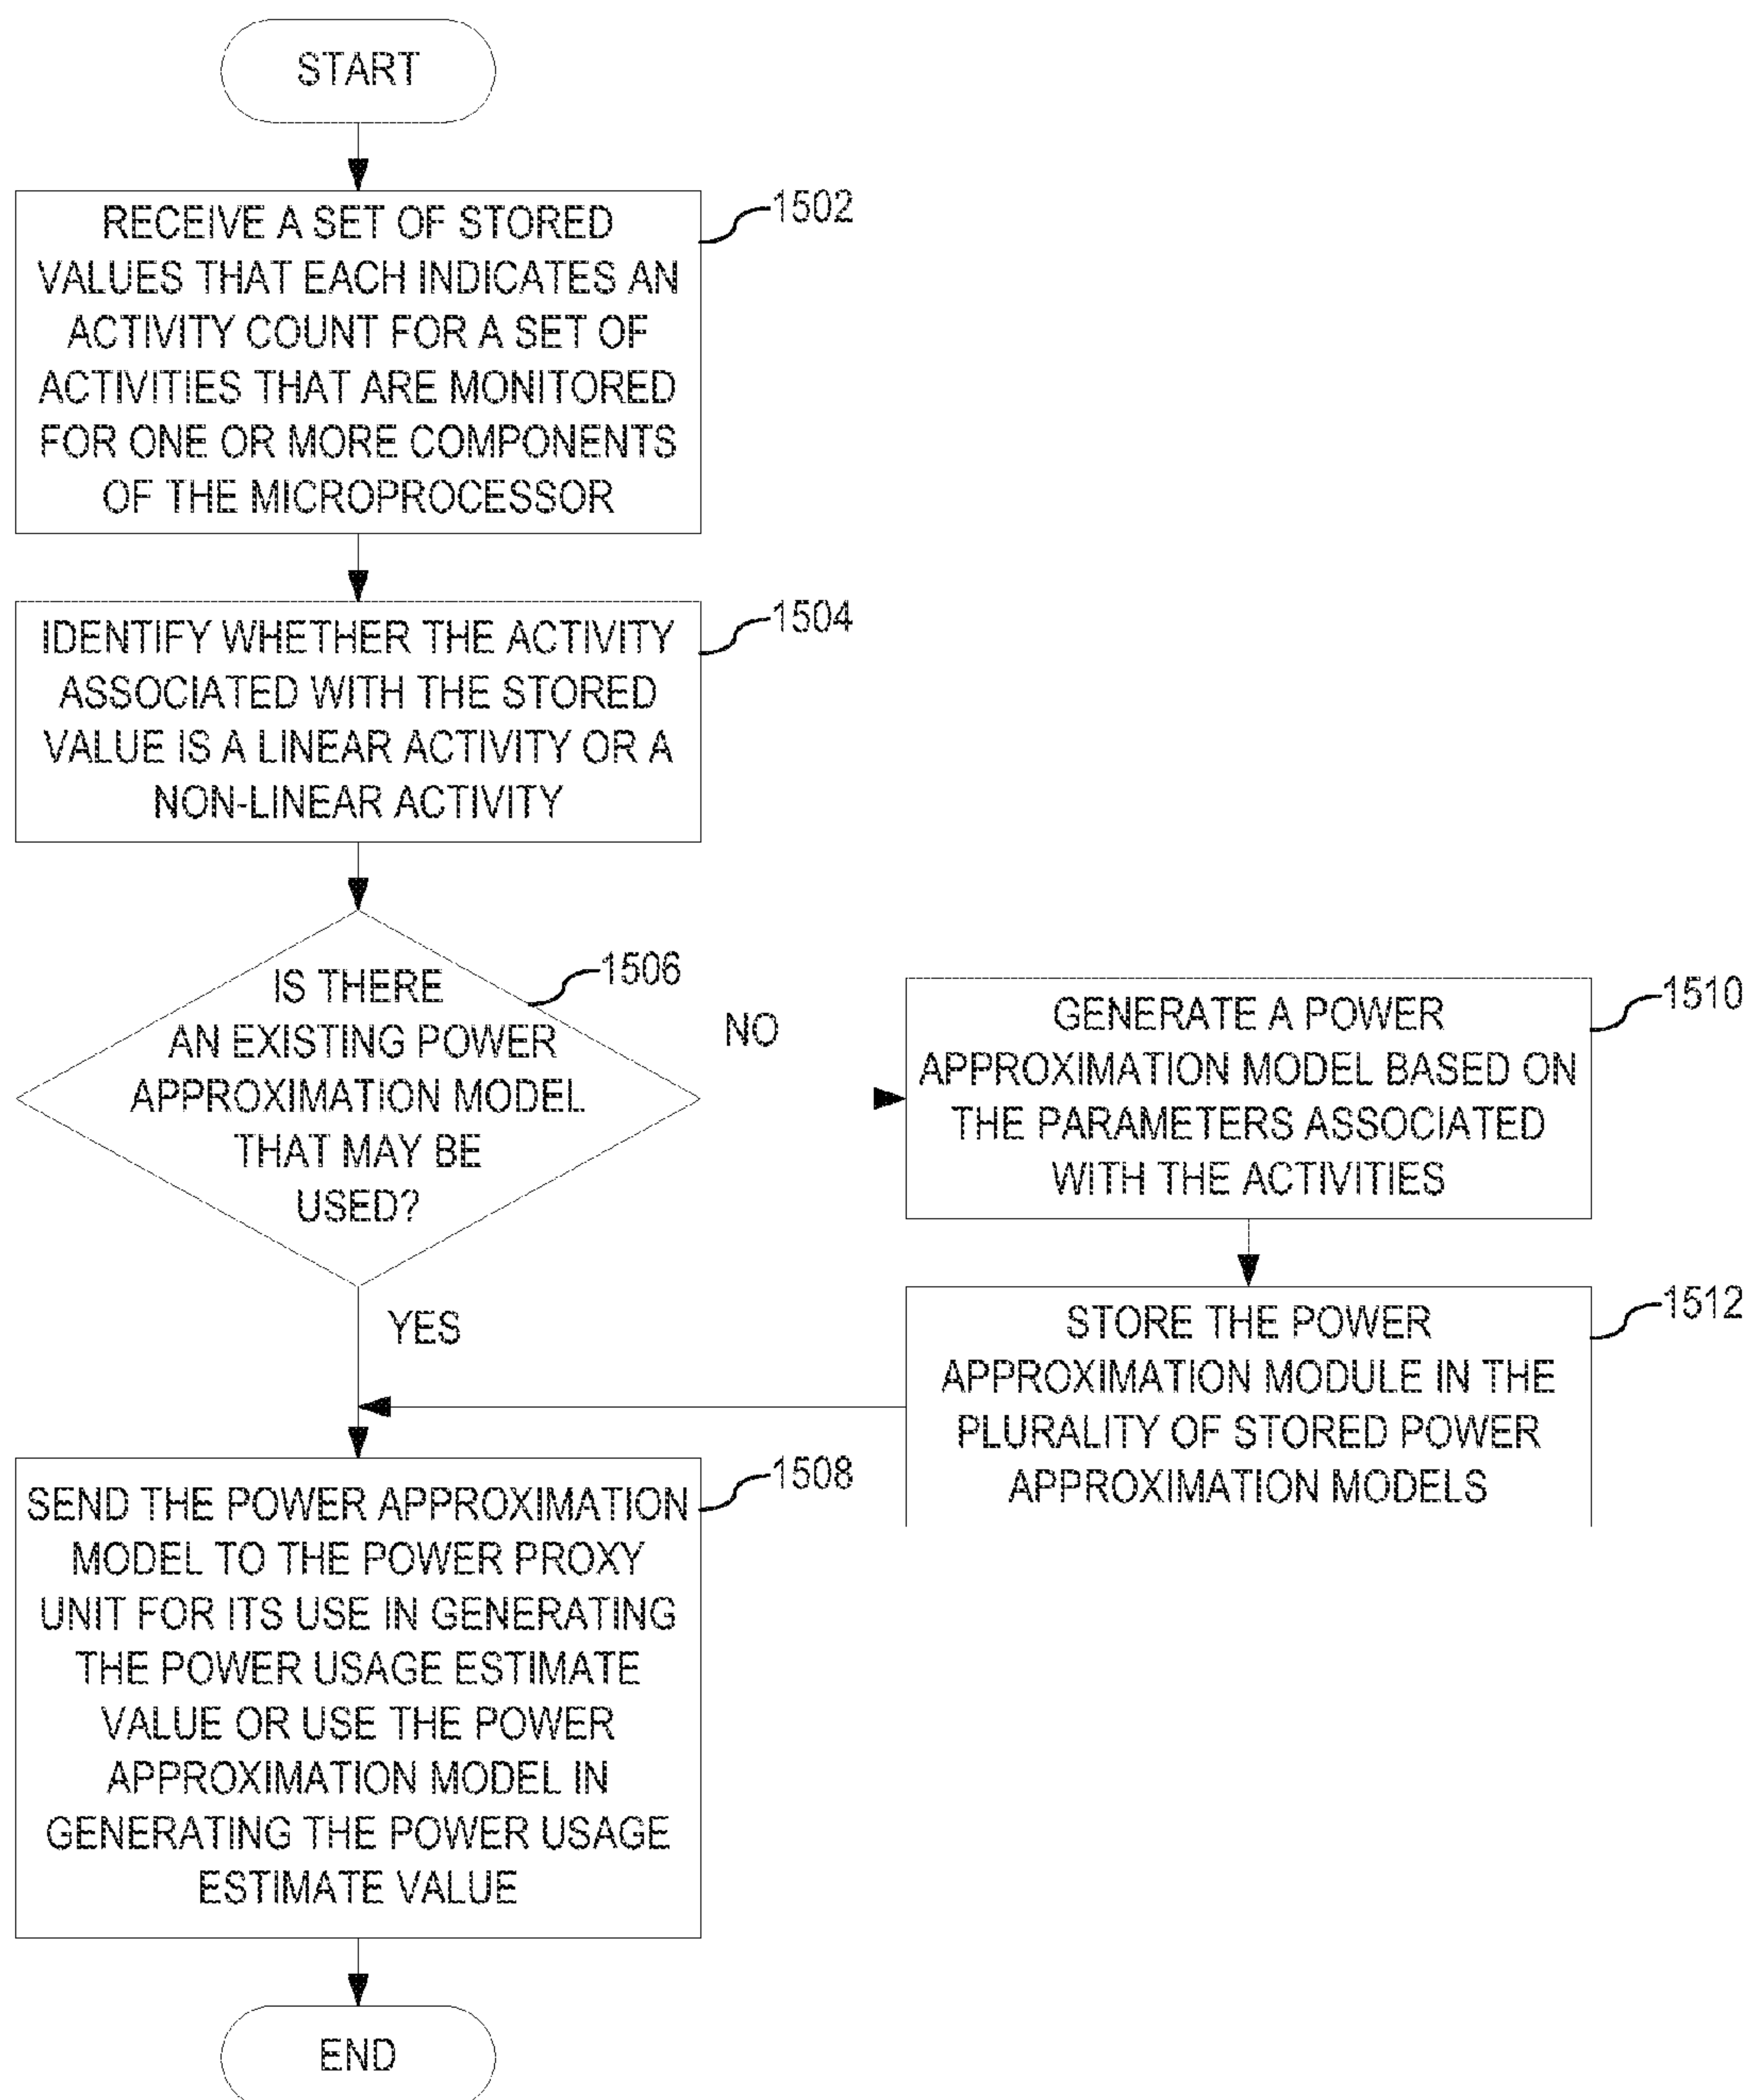 START
RECEIVE A SET OF STORED
VALUES THAT EACH INDICATES AN
ACTIVITY COUNT FOR A SET OF
ACTIVITIES THAT ARE MONITORED
FOR ONE OR MORE COMPONENTS
OF THE MICROPROCESSOR
1502
IDENTIFY WHETHER THE ACTIVITY
ASSOCIATED WITH THE STORED
VALUE IS A LINEAR ACTIVITY OR A
NON-LINEAR ACTIVITY
1504
IS THERE
AN EXISTING POWER
APPROXIMATION MODEL
THAT MAY BE
USED?
1506
NO
GENERATE A POWER
APPROXIMATION MODEL BASED ON
THE PARAMETERS ASSOCIATED
WITH THE ACTIVITIES
1510
YES
STORE THE POWER
APPROXIMATION MODULE IN THE
PLURALITY OF STORED POWER
APPROXIMATION MODELS
1512
SEND THE POWER APPROXIMATION
MODEL TO THE POWER PROXY
UNIT FOR ITS USE IN GENERATING
THE POWER USAGE ESTIMATE
VALUE OR USE THE POWER
APPROXIMATION MODEL IN
GENERATING THE POWER USAGE
ESTIMATE VALUE
1508
END